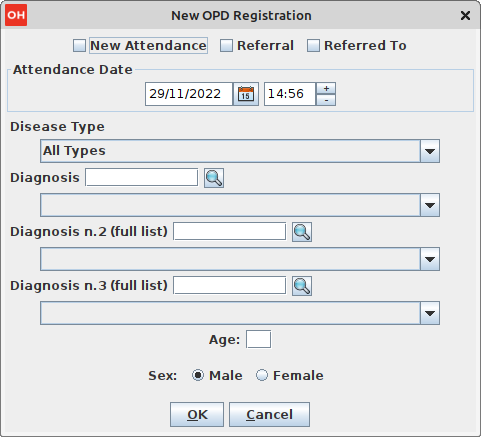 OH New OPD Registration
New Attendance Referral Referred To
Attendance Date
29/11/2022 15 14:56 + -
Disease Type
All Types
Diagnosis
Diagnosis n.2 (full list)
Diagnosis n.3 (full list)
Age:
Sex: Male Female
OK Cancel